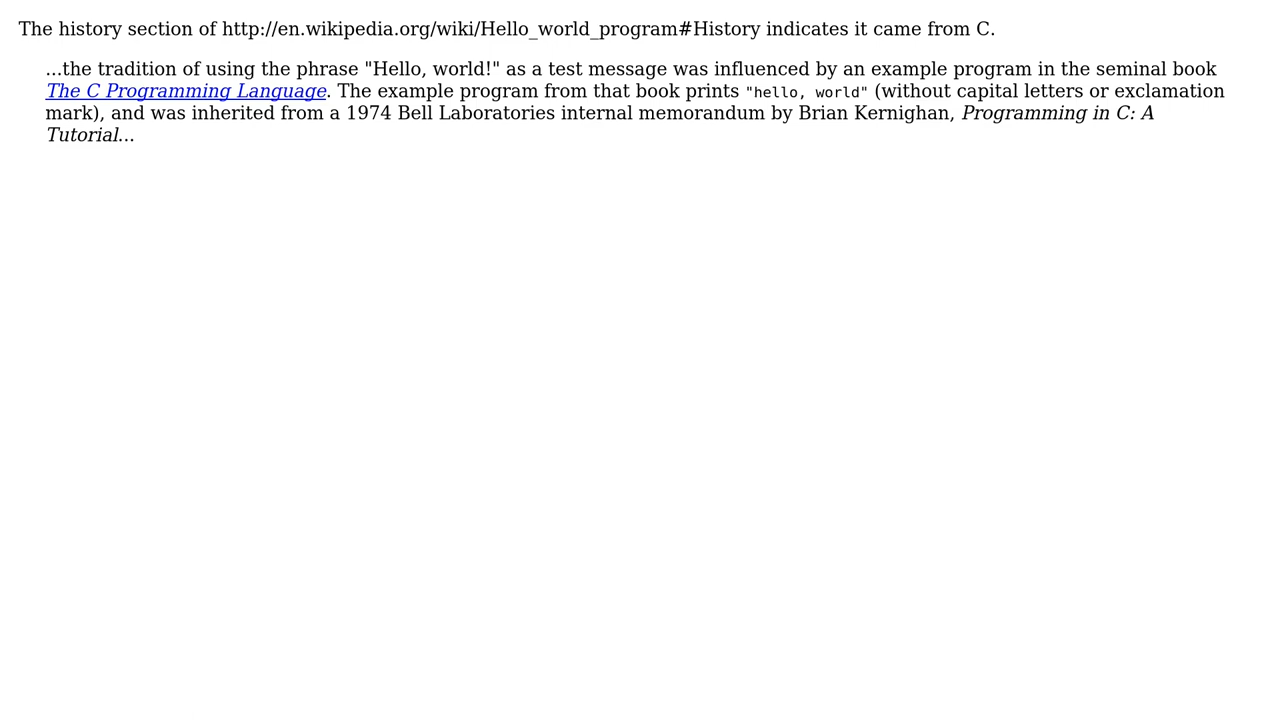 The history section of http://en.wikipedia.org/wiki/Hello_world_program#History indicates it came from C.
...the tradition of using the phrase "Hello, world!" as a test message was influenced by an example program in the seminal book
The C Programming Language. The example program from that book prints "hello, world" (without capital letters or exclamation
mark), and was inherited from a 1974 Bell Laboratories internal memorandum by Brian Kernighan, Programming in C: A
Tutorial...